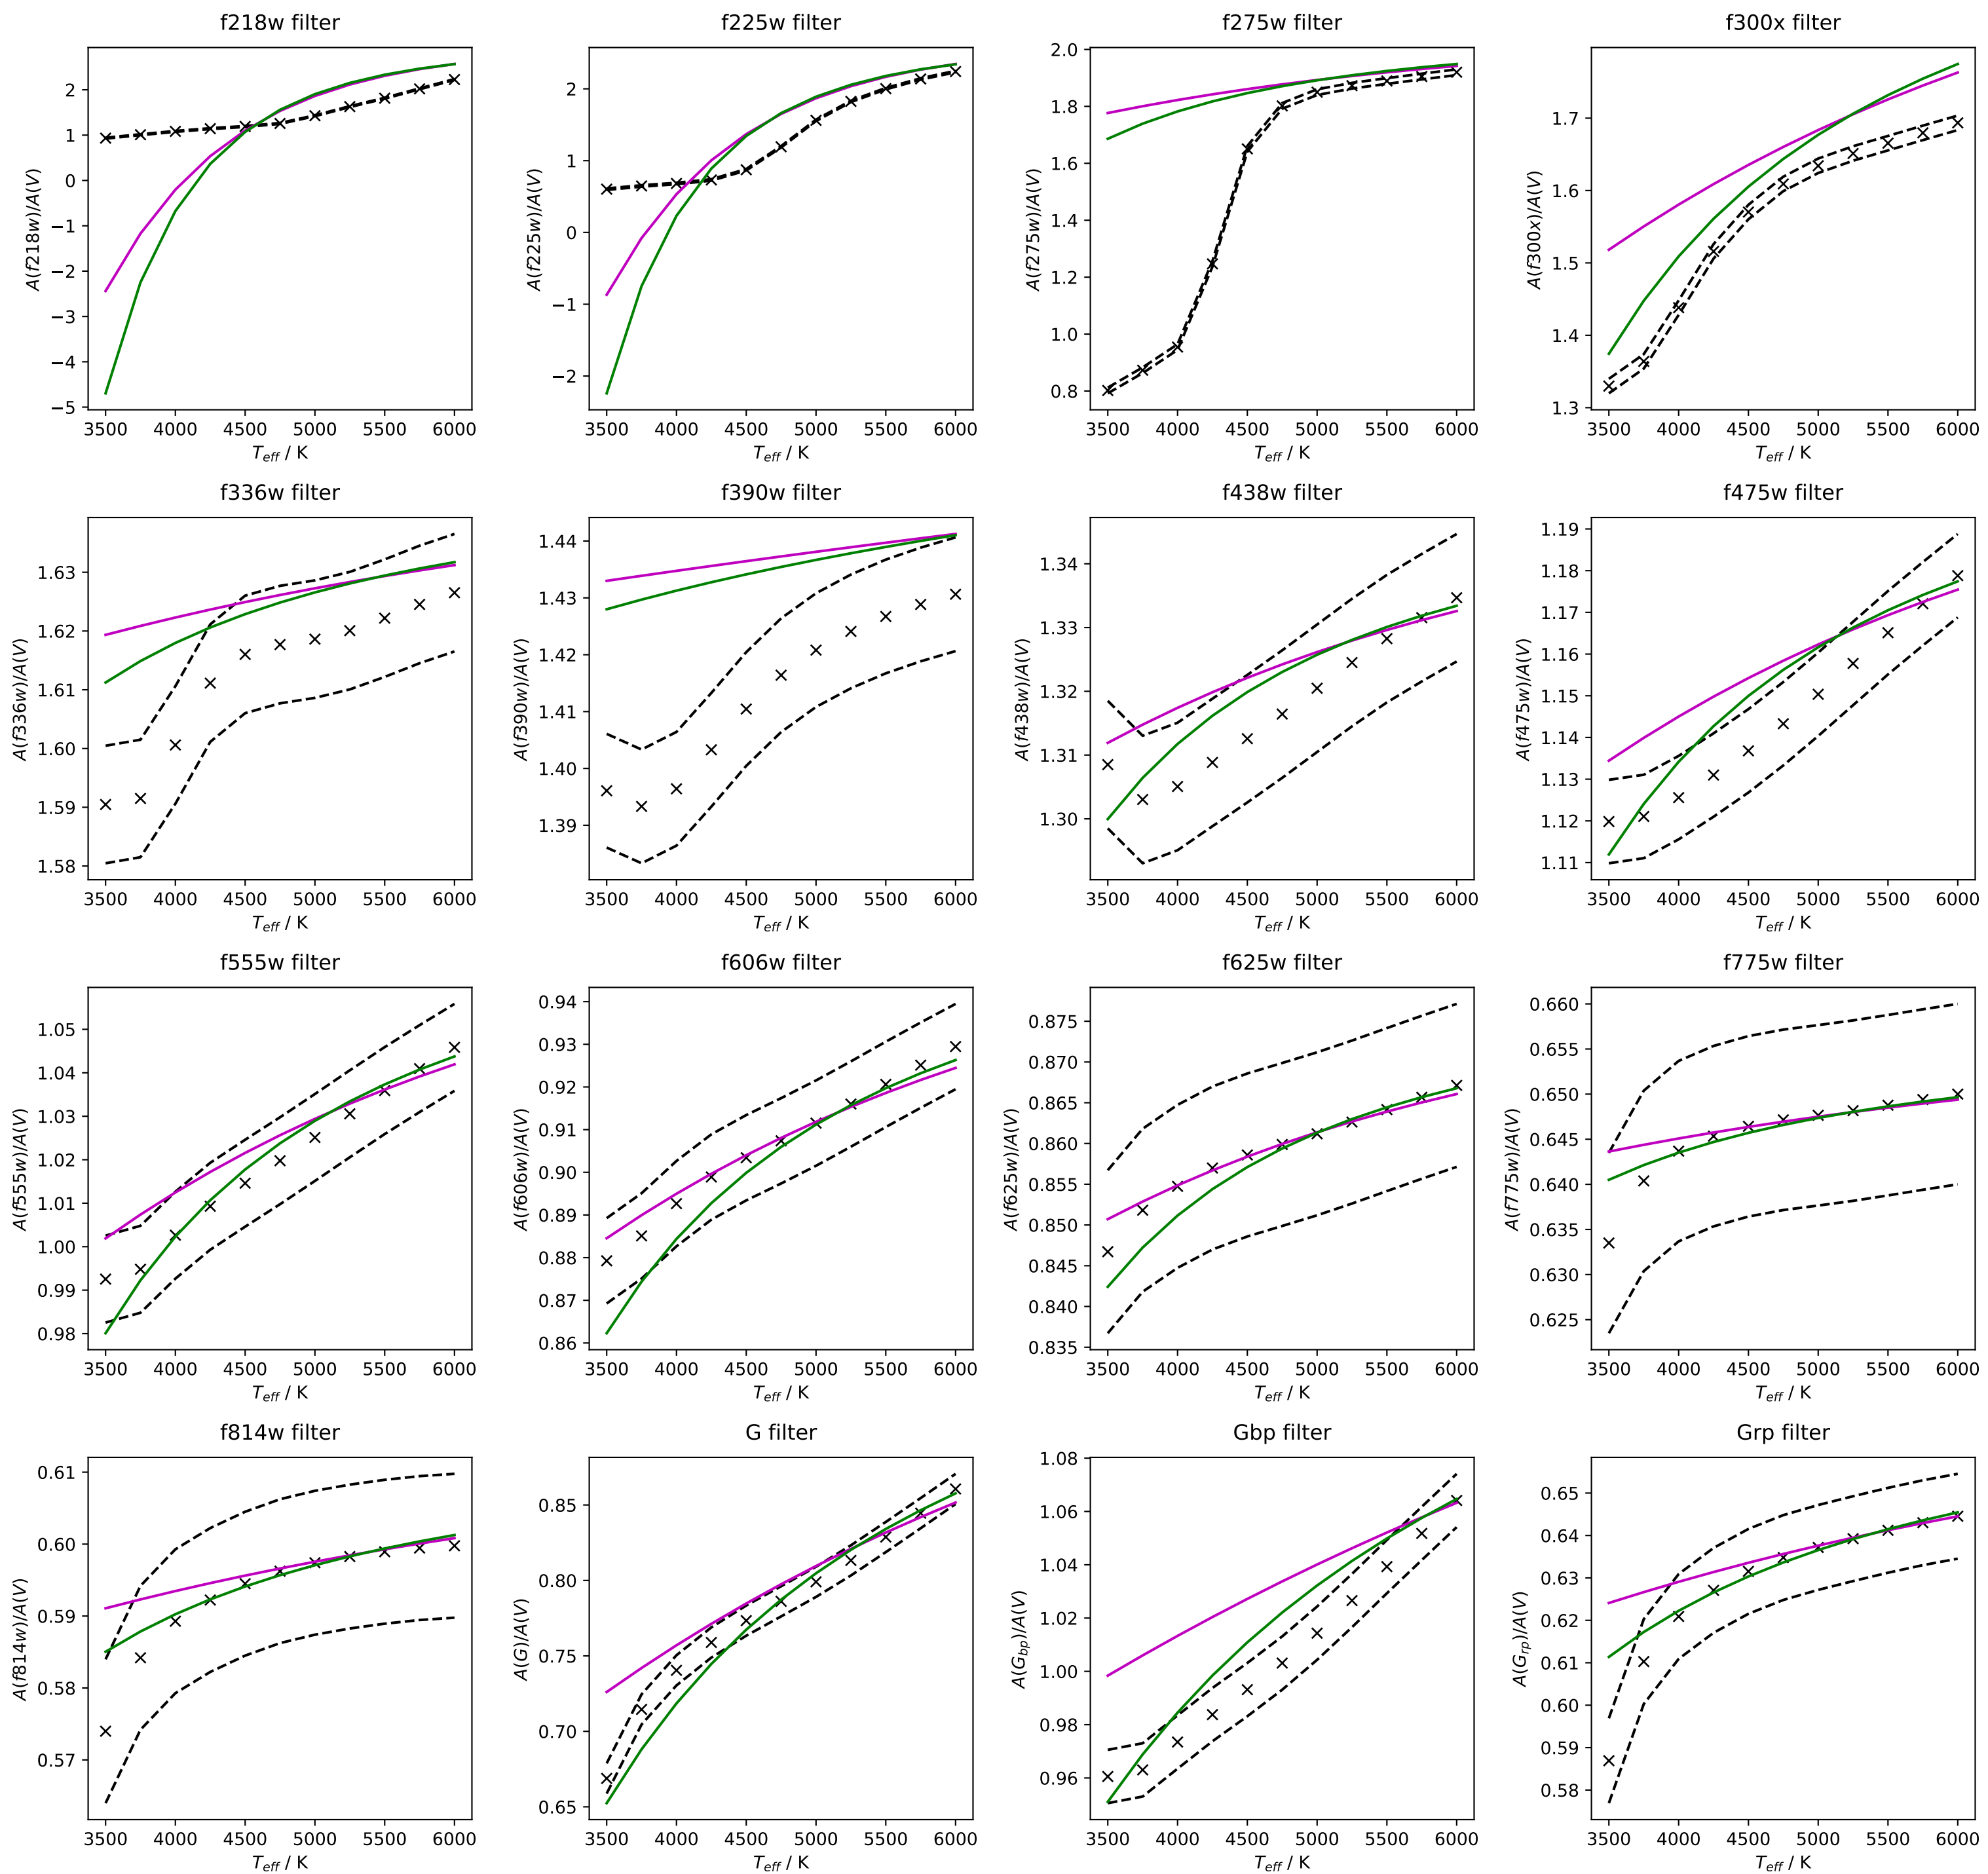 f218w filter
f225w filter
f275w filter
f300x filter
A(f218w)/A(V)
2
1
0
−1
−2
−3
−4
−5
3500 4000 4500 5000 5500 6000
T_eff / K
A(f225w)/A(V)
2
1
0
−1
−2
3500 4000 4500 5000 5500 6000
T_eff / K
A(f275w)/A(V)
2.0
1.8
1.6
1.4
1.2
1.0
0.8
3500 4000 4500 5000 5500 6000
T_eff / K
A(f300x)/A(V)
1.7
1.6
1.5
1.4
1.3
3500 4000 4500 5000 5500 6000
T_eff / K
f336w filter
f390w filter
f438w filter
f475w filter
A(f336w)/A(V)
1.63
1.62
1.61
1.60
1.59
1.58
3500 4000 4500 5000 5500 6000
T_eff / K
A(f390w)/A(V)
1.44
1.43
1.42
1.41
1.40
1.39
3500 4000 4500 5000 5500 6000
T_eff / K
A(f438w)/A(V)
1.34
1.33
1.32
1.31
1.30
3500 4000 4500 5000 5500 6000
T_eff / K
A(f475w)/A(V)
1.19
1.18
1.17
1.16
1.15
1.14
1.13
1.12
1.11
3500 4000 4500 5000 5500 6000
T_eff / K
f555w filter
f606w filter
f625w filter
f775w filter
A(f555w)/A(V)
1.05
1.04
1.03
1.02
1.01
1.00
0.99
0.98
3500 4000 4500 5000 5500 6000
T_eff / K
A(f606w)/A(V)
0.94
0.93
0.92
0.91
0.90
0.89
0.88
0.87
0.86
3500 4000 4500 5000 5500 6000
T_eff / K
A(f625w)/A(V)
0.875
0.870
0.865
0.860
0.855
0.850
0.845
0.840
0.835
3500 4000 4500 5000 5500 6000
T_eff / K
A(f775w)/A(V)
0.660
0.655
0.650
0.645
0.640
0.635
0.630
0.625
3500 4000 4500 5000 5500 6000
T_eff / K
f814w filter
G filter
Gbp filter
Grp filter
A(f814w)/A(V)
0.61
0.60
0.59
0.58
0.57
3500 4000 4500 5000 5500 6000
T_eff / K
A(G)/A(V)
0.85
0.80
0.75
0.70
0.65
3500 4000 4500 5000 5500 6000
T_eff / K
A(G_bp)/A(V)
1.08
1.06
1.04
1.02
1.00
0.98
0.96
3500 4000 4500 5000 5500 6000
T_eff / K
A(G_rp)/A(V)
0.65
0.64
0.63
0.62
0.61
0.60
0.59
0.58
3500 4000 4500 5000 5500 6000
T_eff / K